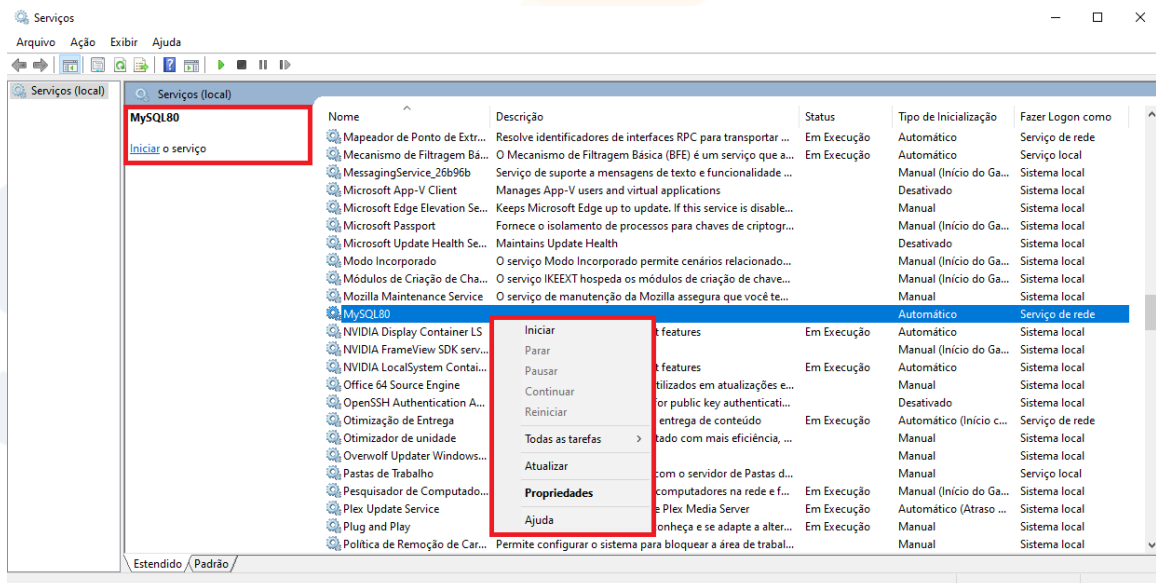 Serviços
Arquivo Ação Exibir Ajuda
Serviços (local)
Serviços (local)
MySQL80
Iniciar o serviço
Nome Descrição Status Tipo de Inicialização Fazer Logon como
Mapeador de Ponto de Extr... Resolve identificadores de interfaces RPC para transportar ... Em Execução Automático Serviço de rede
Mecanismo de Filtragem Bá... O Mecanismo de Filtragem Básica (BFE) é um serviço que a... Em Execução Automático Serviço local
MessagingService_26b96b Serviço de suporte a mensagens de texto e funcionalidade ... Manual (Início do Ga... Sistema local
Microsoft App-V Client Manages App-V users and virtual applications Desativado Sistema local
Microsoft Edge Elevation Se... Keeps Microsoft Edge up to update. If this service is disable... Manual Sistema local
Microsoft Passport Fornece o isolamento de processos para chaves de criptogr... Manual (Início do Ga... Sistema local
Microsoft Update Health Se... Maintains Update Health Desativado Sistema local
Modo Incorporado O serviço Modo Incorporado permite cenários relacionado... Manual (Início do Ga... Sistema local
Módulos de Criação de Cha... O serviço IKEEXT hospeda os módulos de criação de chave... Manual (Início do Ga... Sistema local
Mozilla Maintenance Service O serviço de manutenção da Mozilla assegura que você te... Manual Sistema local
MySQL80 Automático Serviço de rede
NVIDIA Display Container LS t features Em Execução Automático Sistema local
NVIDIA FrameView SDK serv... Manual (Início do Ga... Sistema local
NVIDIA LocalSystem Contai... t features Em Execução Automático Sistema local
Office 64 Source Engine tilizados em atualizações e... Manual Sistema local
OpenSSH Authentication A... for public key authenticati... Desativado Sistema local
Otimização de Entrega entrega de conteúdo Em Execução Automático (Início c... Serviço de rede
Otimizador de unidade tado com mais eficiência, ... Manual Sistema local
Overwolf Updater Windows... Manual Sistema local
Pastas de Trabalho com o servidor de Pastas d... Manual Serviço local
Pesquisador de Computado... computadores na rede e f... Em Execução Manual (Início do Ga... Serviço local
Plex Update Service e Plex Media Server Em Execução Automático (Atraso ... Sistema local
Plug and Play onheça e se adapte a alter... Em Execução Manual Sistema local
Política de Remoção de Car... Permite configurar o sistema para bloquear a área de trabal... Manual Sistema local
Iniciar
Parar
Pausar
Continuar
Reiniciar
Todas as tarefas
Atualizar
Propriedades
Ajuda
Estendido Padrão